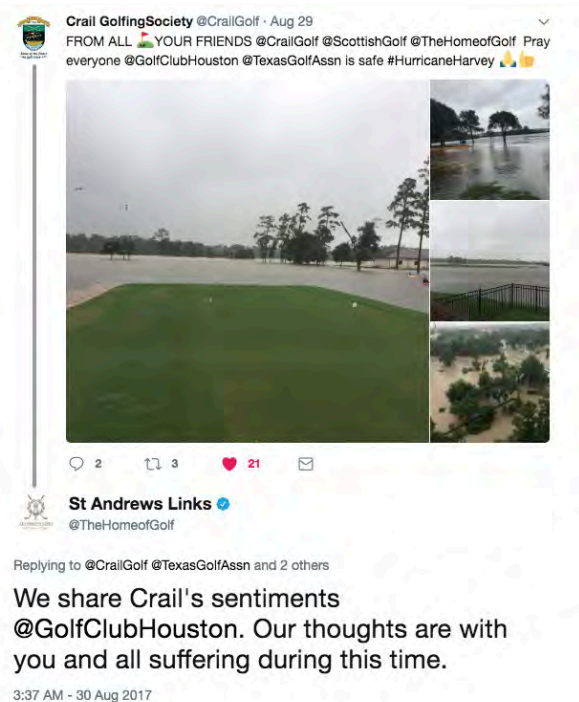 Crail GolfingSociety @CrailGolf · Aug 29
FROM ALL ⛳ YOUR FRIENDS @CrailGolf @ScottishGolf @TheHomeofGolf Pray
everyone @GolfClubHouston @TexasGolfAssn is safe #HurricaneHarvey 🙏👍
2 3 21
St Andrews Links
@TheHomeofGolf
Replying to @CrailGolf @TexasGolfAssn and 2 others
We share Crail's sentiments
@GolfClubHouston. Our thoughts are with
you and all suffering during this time.
3:37 AM - 30 Aug 2017